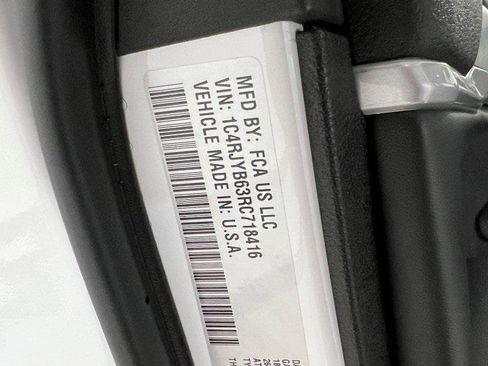 MFD BY: FCA US LLC
VIN: 1C4RJYB63RC718416
VEHICLE MADE IN: U.S.A.